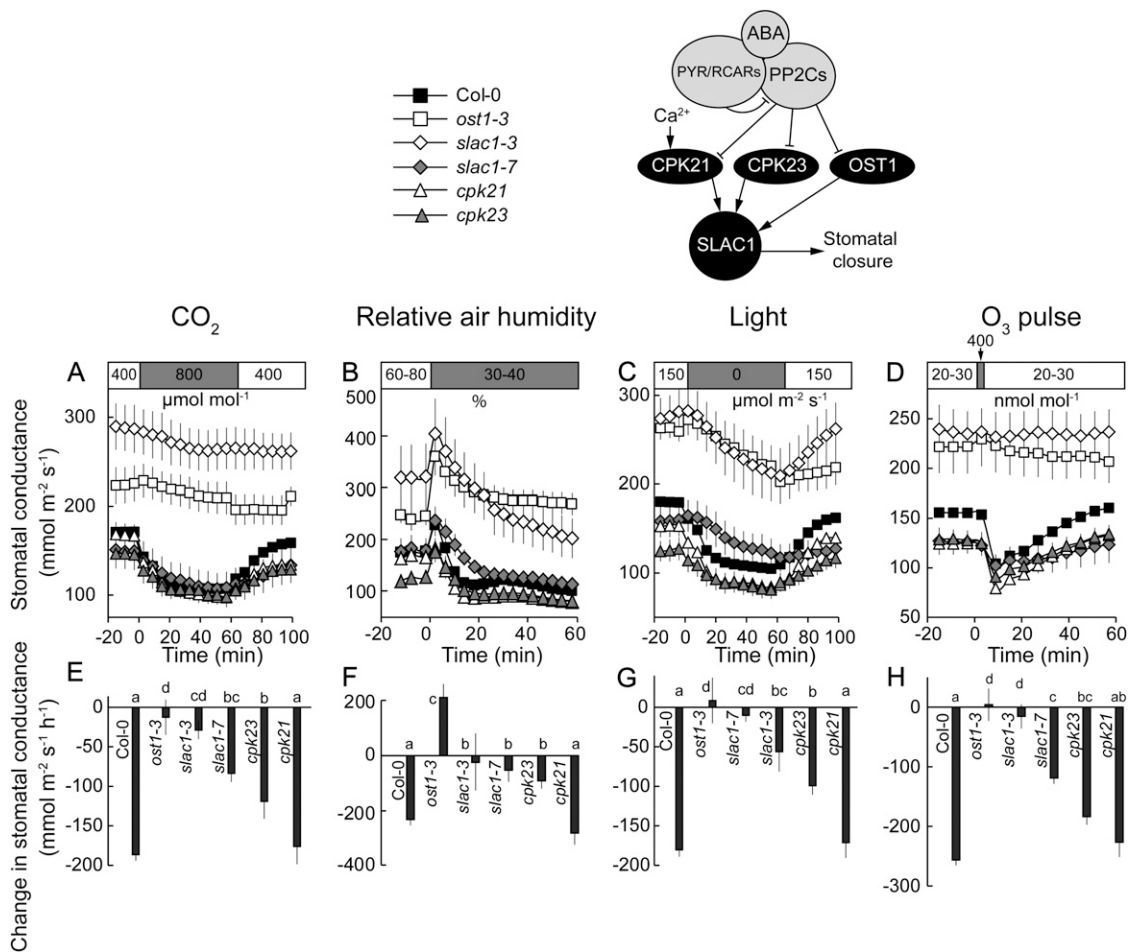 ABA
PYR/RCARs
PP2Cs
Col-0
ost1-3
slac1-3
slac1-7
cpk21
cpk23
Ca²⁺
CPK21
CPK23
OST1
SLAC1
Stomatal
closure
CO₂
Relative air humidity
Light
O₃ pulse
Stomatal conductance
(mmol m⁻² s⁻¹)
A
400
800
400
µmol mol⁻¹
300
200
100
-20
0
20
40
60
80
100
Time (min)
B
60-80
30-40
%
500
400
300
200
100
-20
0
20
40
60
Time (min)
C
150
0
150
µmol m⁻² s⁻¹
300
200
100
-20
0
20
40
60
80
100
Time (min)
D
400
20-30
20-30
nmol mol⁻¹
250
200
150
100
50
-20
0
20
40
60
Time (min)
Change in stomatal conductance
(mmol m⁻² s⁻¹ h⁻¹)
E
0
-50
-100
-150
-200
a
d
cd
bc
b
a
Col-0
ost1-3
slac1-3
slac1-7
cpk23
cpk21
F
200
0
-200
-400
a
c
b
b
b
a
Col-0
ost1-3
slac1-3
slac1-7
cpk23
cpk21
G
0
-50
-100
-150
-200
a
d
cd
bc
b
a
Col-0
ost1-3
slac1-7
slac1-3
cpk23
cpk21
H
0
-100
-200
-300
a
d
d
c
bc
ab
Col-0
ost1-3
slac1-3
slac1-7
cpk23
cpk21